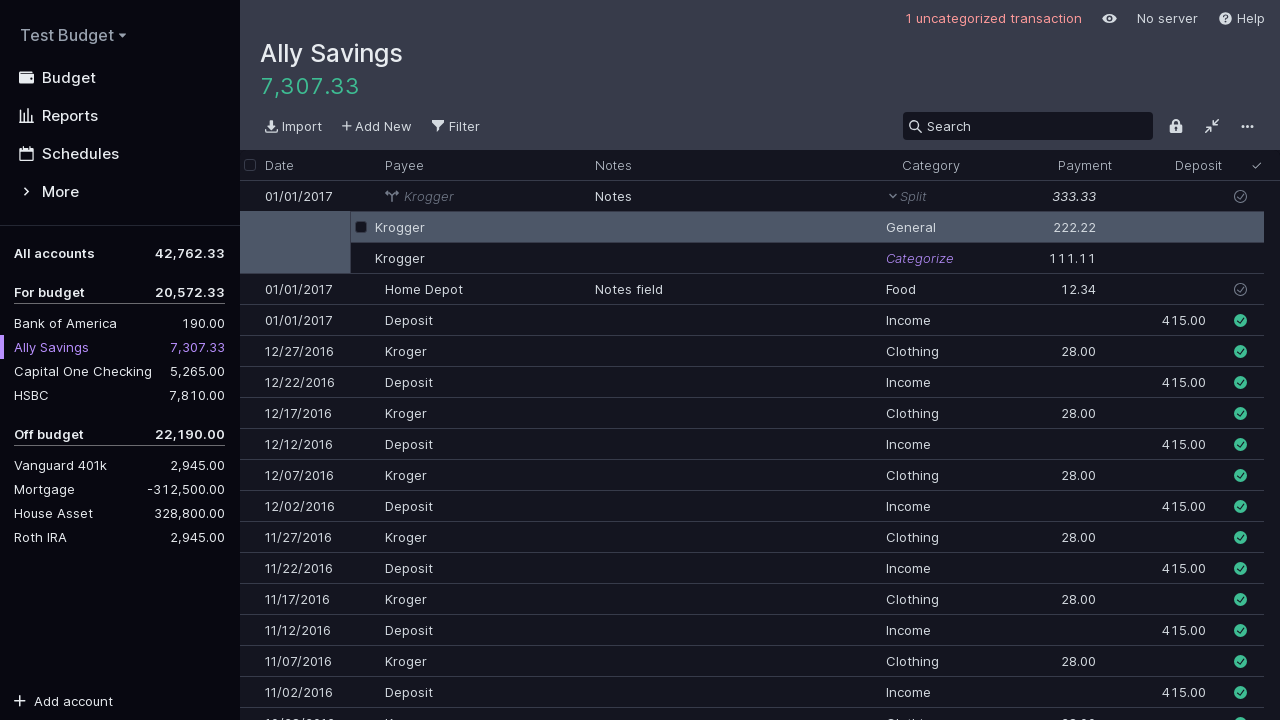 Test Budget
Budget
Reports
Schedules
More
All accounts 42,762.33
For budget 20,572.33
Bank of America 190.00
Ally Savings 7,307.33
Capital One Checking 5,265.00
HSBC 7,810.00
Off budget 22,190.00
Vanguard 401k 2,945.00
Mortgage -312,500.00
House Asset 328,800.00
Roth IRA 2,945.00
Add account
1 uncategorized transaction No server Help
Ally Savings
7,307.33
Import Add New Filter Search
Date Payee Notes Category Payment Deposit
01/01/2017 Krogger Notes Split 333.33
Krogger General 222.22
Krogger Categorize 111.11
01/01/2017 Home Depot Notes field Food 12.34
01/01/2017 Deposit Income 415.00
12/27/2016 Kroger Clothing 28.00
12/22/2016 Deposit Income 415.00
12/17/2016 Kroger Clothing 28.00
12/12/2016 Deposit Income 415.00
12/07/2016 Kroger Clothing 28.00
12/02/2016 Deposit Income 415.00
11/27/2016 Kroger Clothing 28.00
11/22/2016 Deposit Income 415.00
11/17/2016 Kroger Clothing 28.00
11/12/2016 Deposit Income 415.00
11/07/2016 Kroger Clothing 28.00
11/02/2016 Deposit Income 415.00